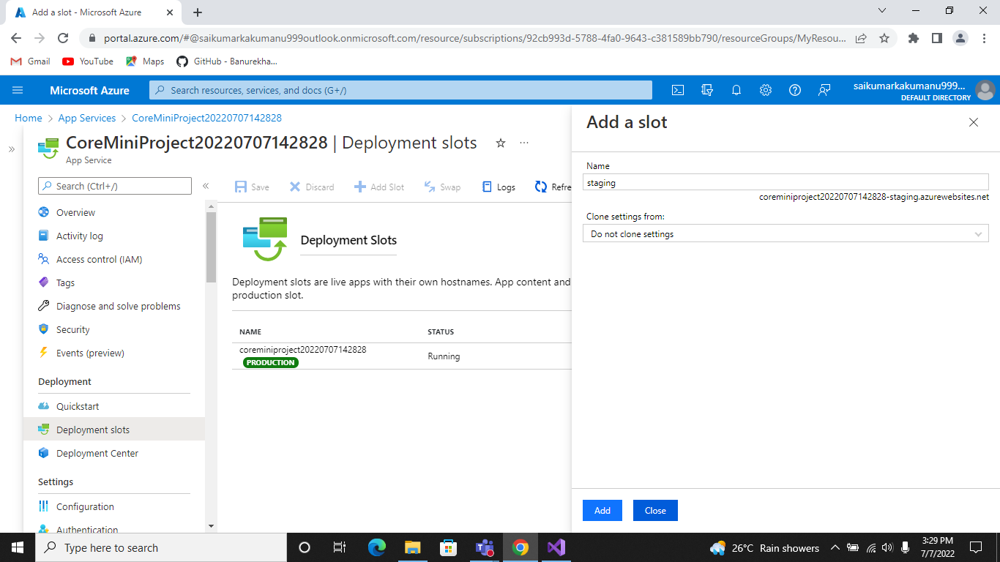 Add a slot - Microsoft Azure
portal.azure.com/#@saikumarkakumanu999outlook.onmicrosoft.com/resource/subscriptions/92cb993d-5788-4fa0-9643-c381589bb790/resourceGroups/MyResou...
Gmail
YouTube
Maps
GitHub - Banurekha...
Microsoft Azure
Search resources, services, and docs (G+/)
saikumarkakumanu999...
DEFAULT DIRECTORY
Home > App Services > CoreMiniProject20220707142828
CoreMiniProject20220707142828 | Deployment slots
...
App Service
Search (Ctrl+/)
«
»
Overview
Activity log
Access control (IAM)
Tags
Diagnose and solve problems
Security
Events (preview)
Deployment
Quickstart
Deployment slots
Deployment Center
Settings
Configuration
Authentication
Save
Discard
Add Slot
Swap
Logs
Refre
Deployment Slots
Deployment slots are live apps with their own hostnames. App content and
production slot.
NAME
STATUS
coreminiproject20220707142828
PRODUCTION
Running
Add a slot
Name
staging
coreminiproject20220707142828-staging.azurewebsites.net
Clone settings from:
Do not clone settings
Add
Close
Type here to search
26°C Rain showers
3:29 PM
7/7/2022